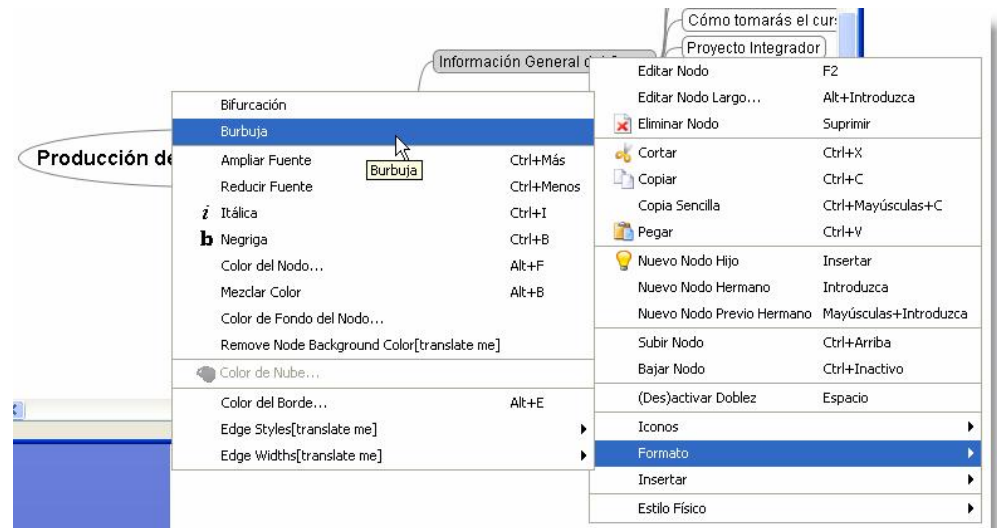 Cómo tomarás el cur
Proyecto Integrador
Información General
Producción de
Bifurcación
Burbuja
Ampliar Fuente Ctrl+Más
Burbuja
Reducir Fuente Ctrl+Menos
i Itálica Ctrl+I
b Negriga Ctrl+B
Color del Nodo... Alt+F
Mezclar Color Alt+B
Color de Fondo del Nodo...
Remove Node Background Color[translate me]
Color de Nube...
Color del Borde... Alt+E
Edge Styles[translate me]
Edge Widths[translate me]
Editar Nodo F2
Editar Nodo Largo... Alt+Introduzca
Eliminar Nodo Suprimir
Cortar Ctrl+X
Copiar Ctrl+C
Copia Sencilla Ctrl+Mayúsculas+C
Pegar Ctrl+V
Nuevo Nodo Hijo Insertar
Nuevo Nodo Hermano Introduzca
Nuevo Nodo Previo Hermano Mayúsculas+Introduzca
Subir Nodo Ctrl+Arriba
Bajar Nodo Ctrl+Inactivo
(Des)activar Doblez Espacio
Iconos
Formato
Insertar
Estilo Físico